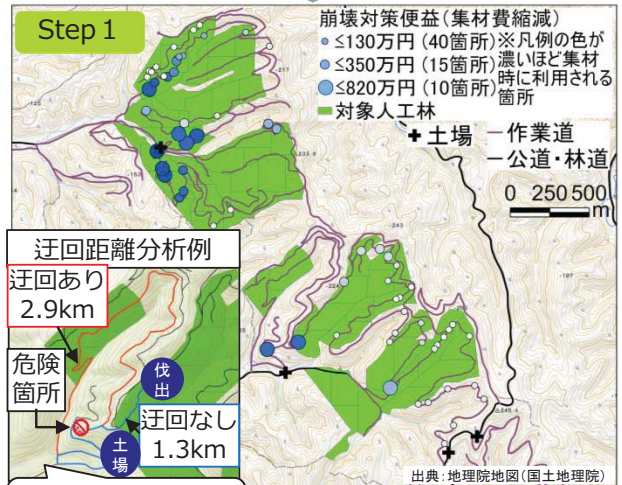 Step 1
崩壊対策便益(集材費縮減)
≤130万円 (40箇所)
≤350万円 (15箇所)
≤820万円 (10箇所)
※凡例の色が
濃いほど集材
時に利用される
箇所
対象人工林
土場
作業道
公道・林道
0 250 500
m
迂回距離分析例
迂回あり
2.9km
危険
箇所
伐
出
土
場
迂回なし
1.3km
出典:地理院地図(国土地理院)